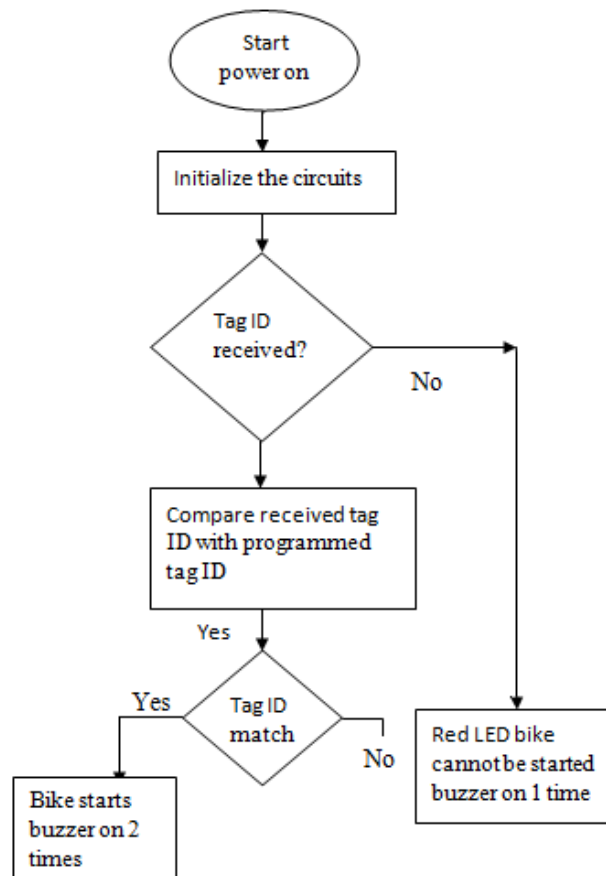 Start
power on
Initialize the circuits
Tag ID
received?
No
Compare received tag
ID with programmed
tag ID
Yes
Yes
Tag ID
match
No
Red LED bike
cannot be started
buzzer on 1 time
Bike starts
buzzer on 2
times